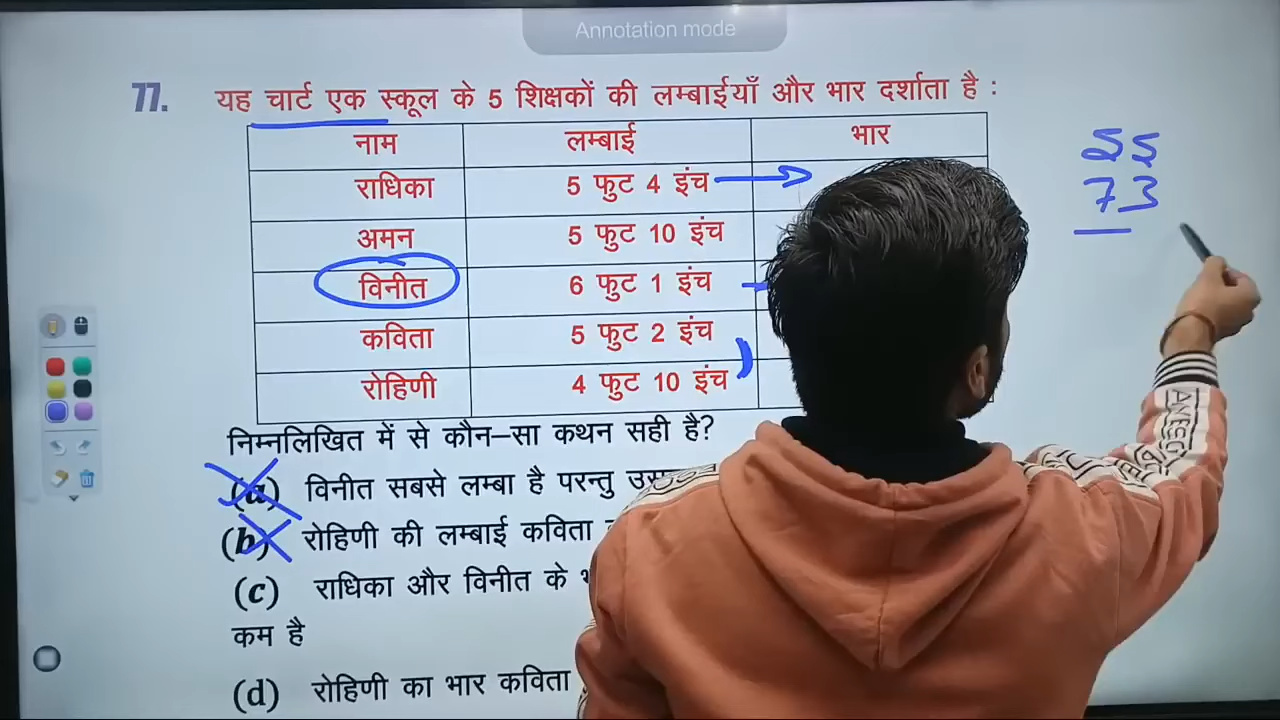 Annotation mode
77. यह चार्ट एक स्कूल के 5 शिक्षकों की लम्बाईयाँ और भार दर्शाता है :
नाम लम्बाई भार
राधिका 5 फुट 4 इंच
अमन 5 फुट 10 इंच
विनीत 6 फुट 1 इंच
कविता 5 फुट 2 इंच
रोहिणी 4 फुट 10 इंच
55
73
निम्नलिखित में से कौन–सा कथन सही है?
(a) विनीत सबसे लम्बा है परन्तु
(b) रोहिणी की लम्बाई कविता
(c) राधिका और विनीत के
कम है
(d) रोहिणी का भार कविता